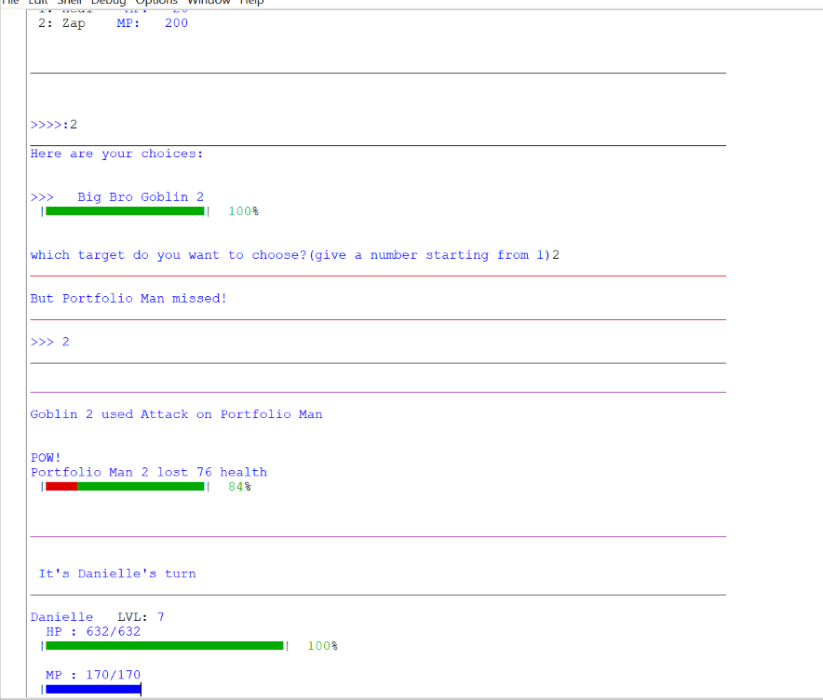 File Edit Shell Debug Options Window Help
2: Zap MP: 200
>>>>:2
Here are your choices:
>>> Big Bro Goblin 2
| | 100%
which target do you want to choose?(give a number starting from 1)2
But Portfolio Man missed!
>>> 2
Goblin 2 used Attack on Portfolio Man
POW!
Portfolio Man 2 lost 76 health
| | 84%
It's Danielle's turn
Danielle LVL: 7
HP : 632/632
| | 100%
MP : 170/170
|